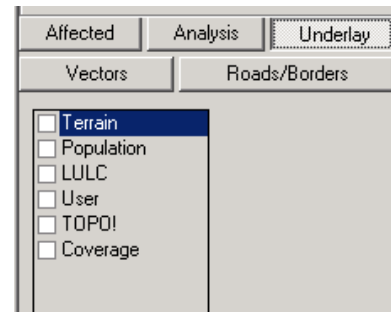 Affected Analysis Underlay
Vectors Roads/Borders
Terrain
Population
LULC
User
TOPO!
Coverage